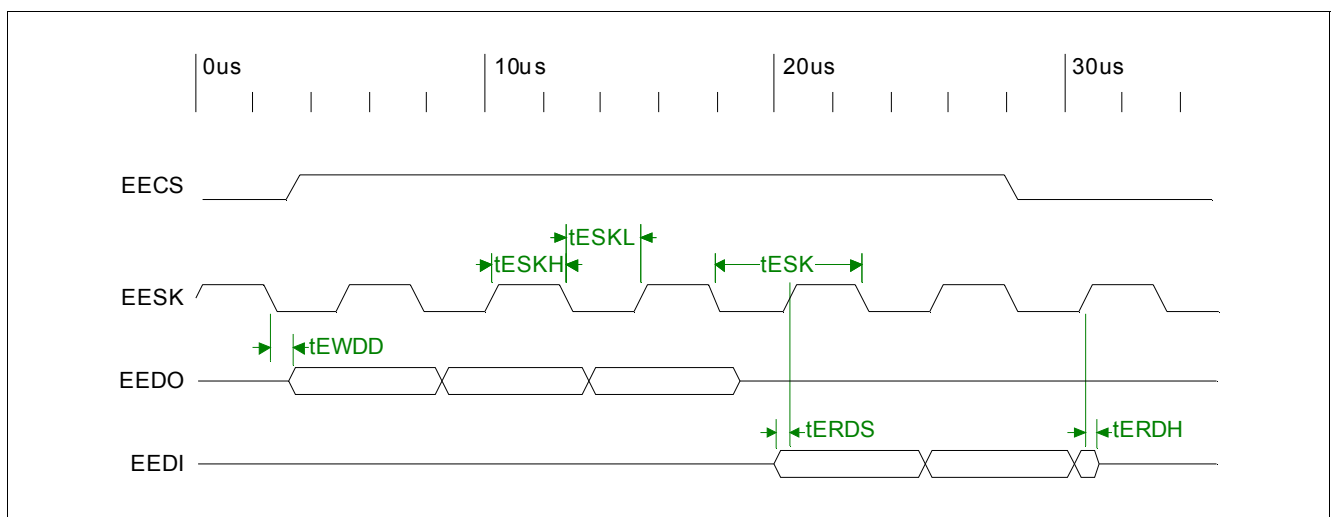 0us 10us 20us 30us
EECS
tESKL
tESKH tESK
EESK
tEWDD
EEDO
tERDS tERDH
EEDI